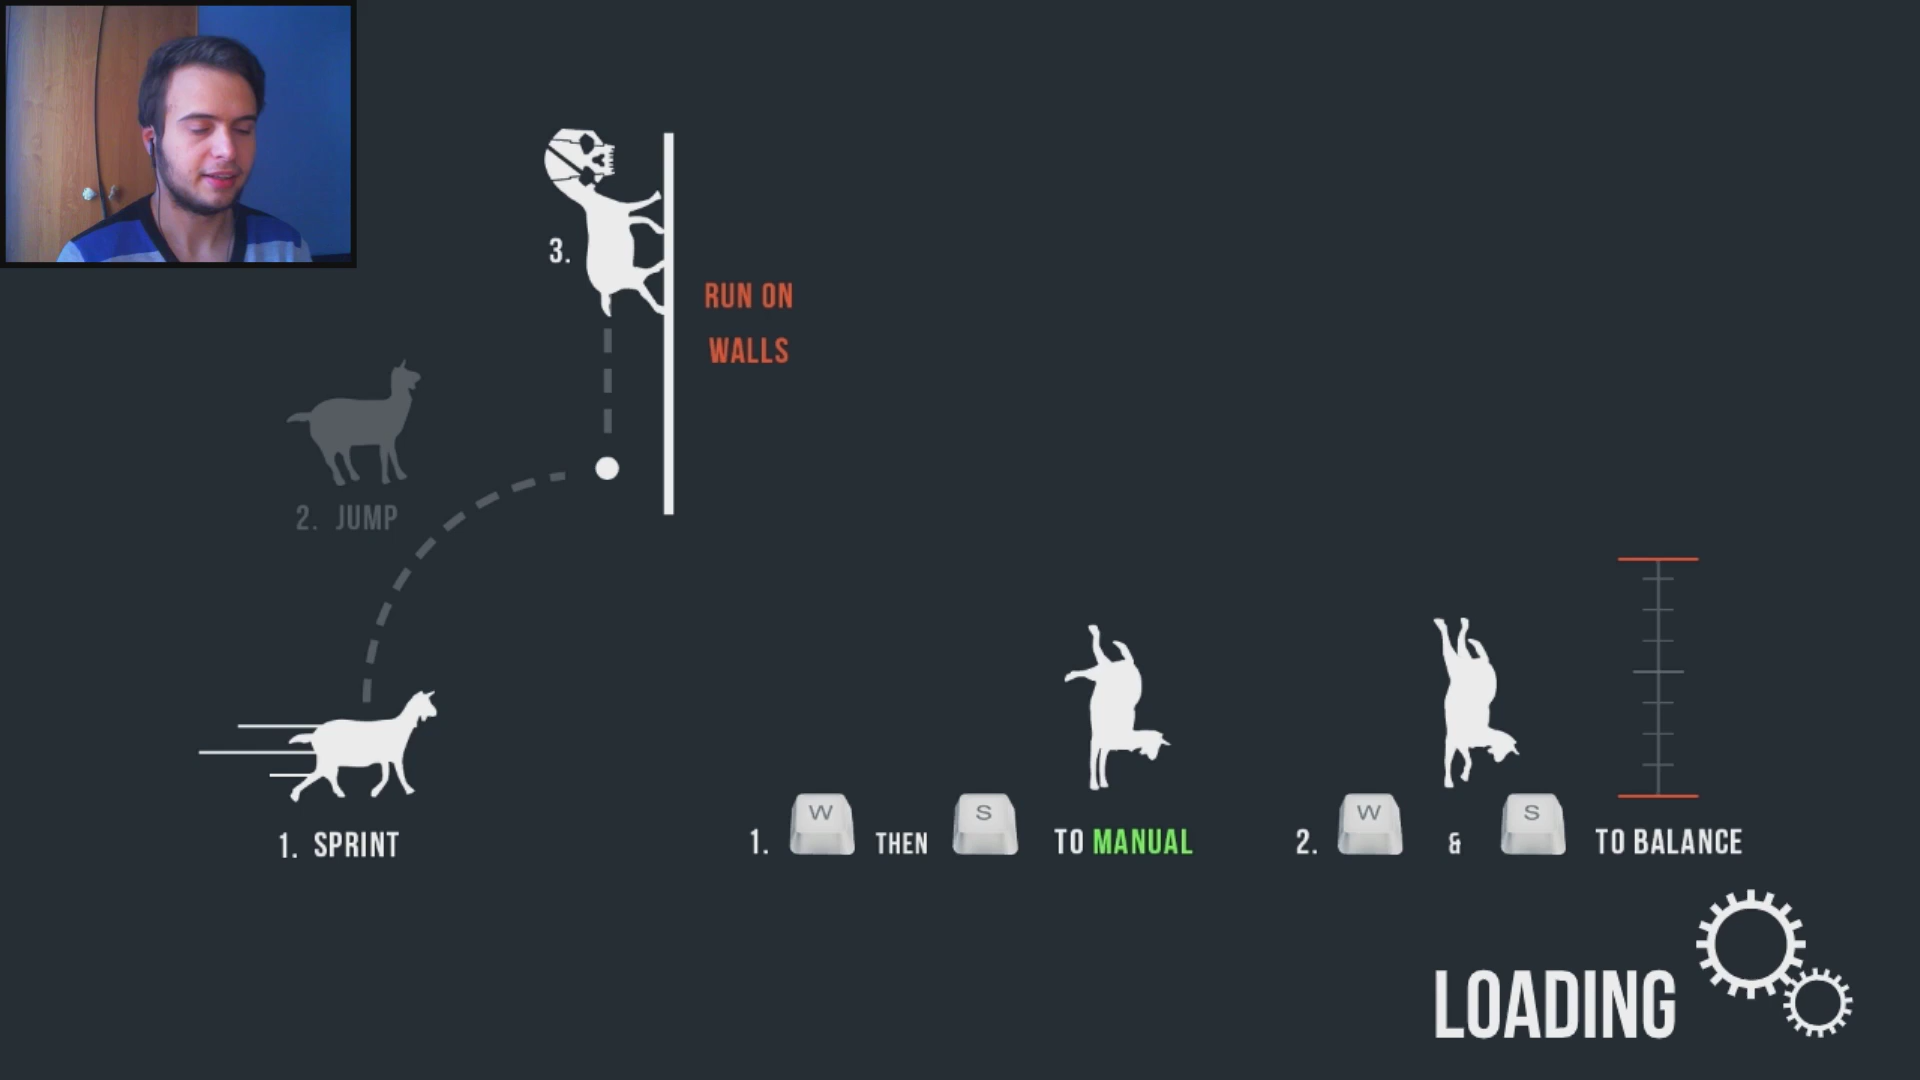 3.
RUN ON
WALLS
2. JUMP
1. SPRINT
1. W THEN S TO MANUAL
2. W & S TO BALANCE
LOADING